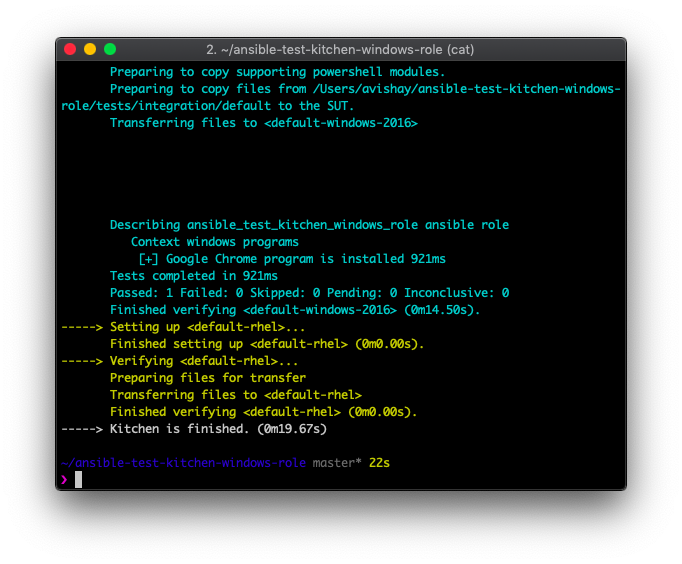 2. ~/ansible-test-kitchen-windows-role (cat)
Preparing to copy supporting powershell modules.
Preparing to copy files from /Users/avishay/ansible-test-kitchen-windows-
role/tests/integration/default to the SUT.
Transferring files to <default-windows-2016>
Describing ansible_test_kitchen_windows_role ansible role
Context windows programs
[+] Google Chrome program is installed 921ms
Tests completed in 921ms
Passed: 1 Failed: 0 Skipped: 0 Pending: 0 Inconclusive: 0
Finished verifying <default-windows-2016> (0m14.50s).
-----> Setting up <default-rhel>...
Finished setting up <default-rhel> (0m0.00s).
-----> Verifying <default-rhel>...
Preparing files for transfer
Transferring files to <default-rhel>
Finished verifying <default-rhel> (0m0.00s).
-----> Kitchen is finished. (0m19.67s)
~/ansible-test-kitchen-windows-role master* 22s
❯